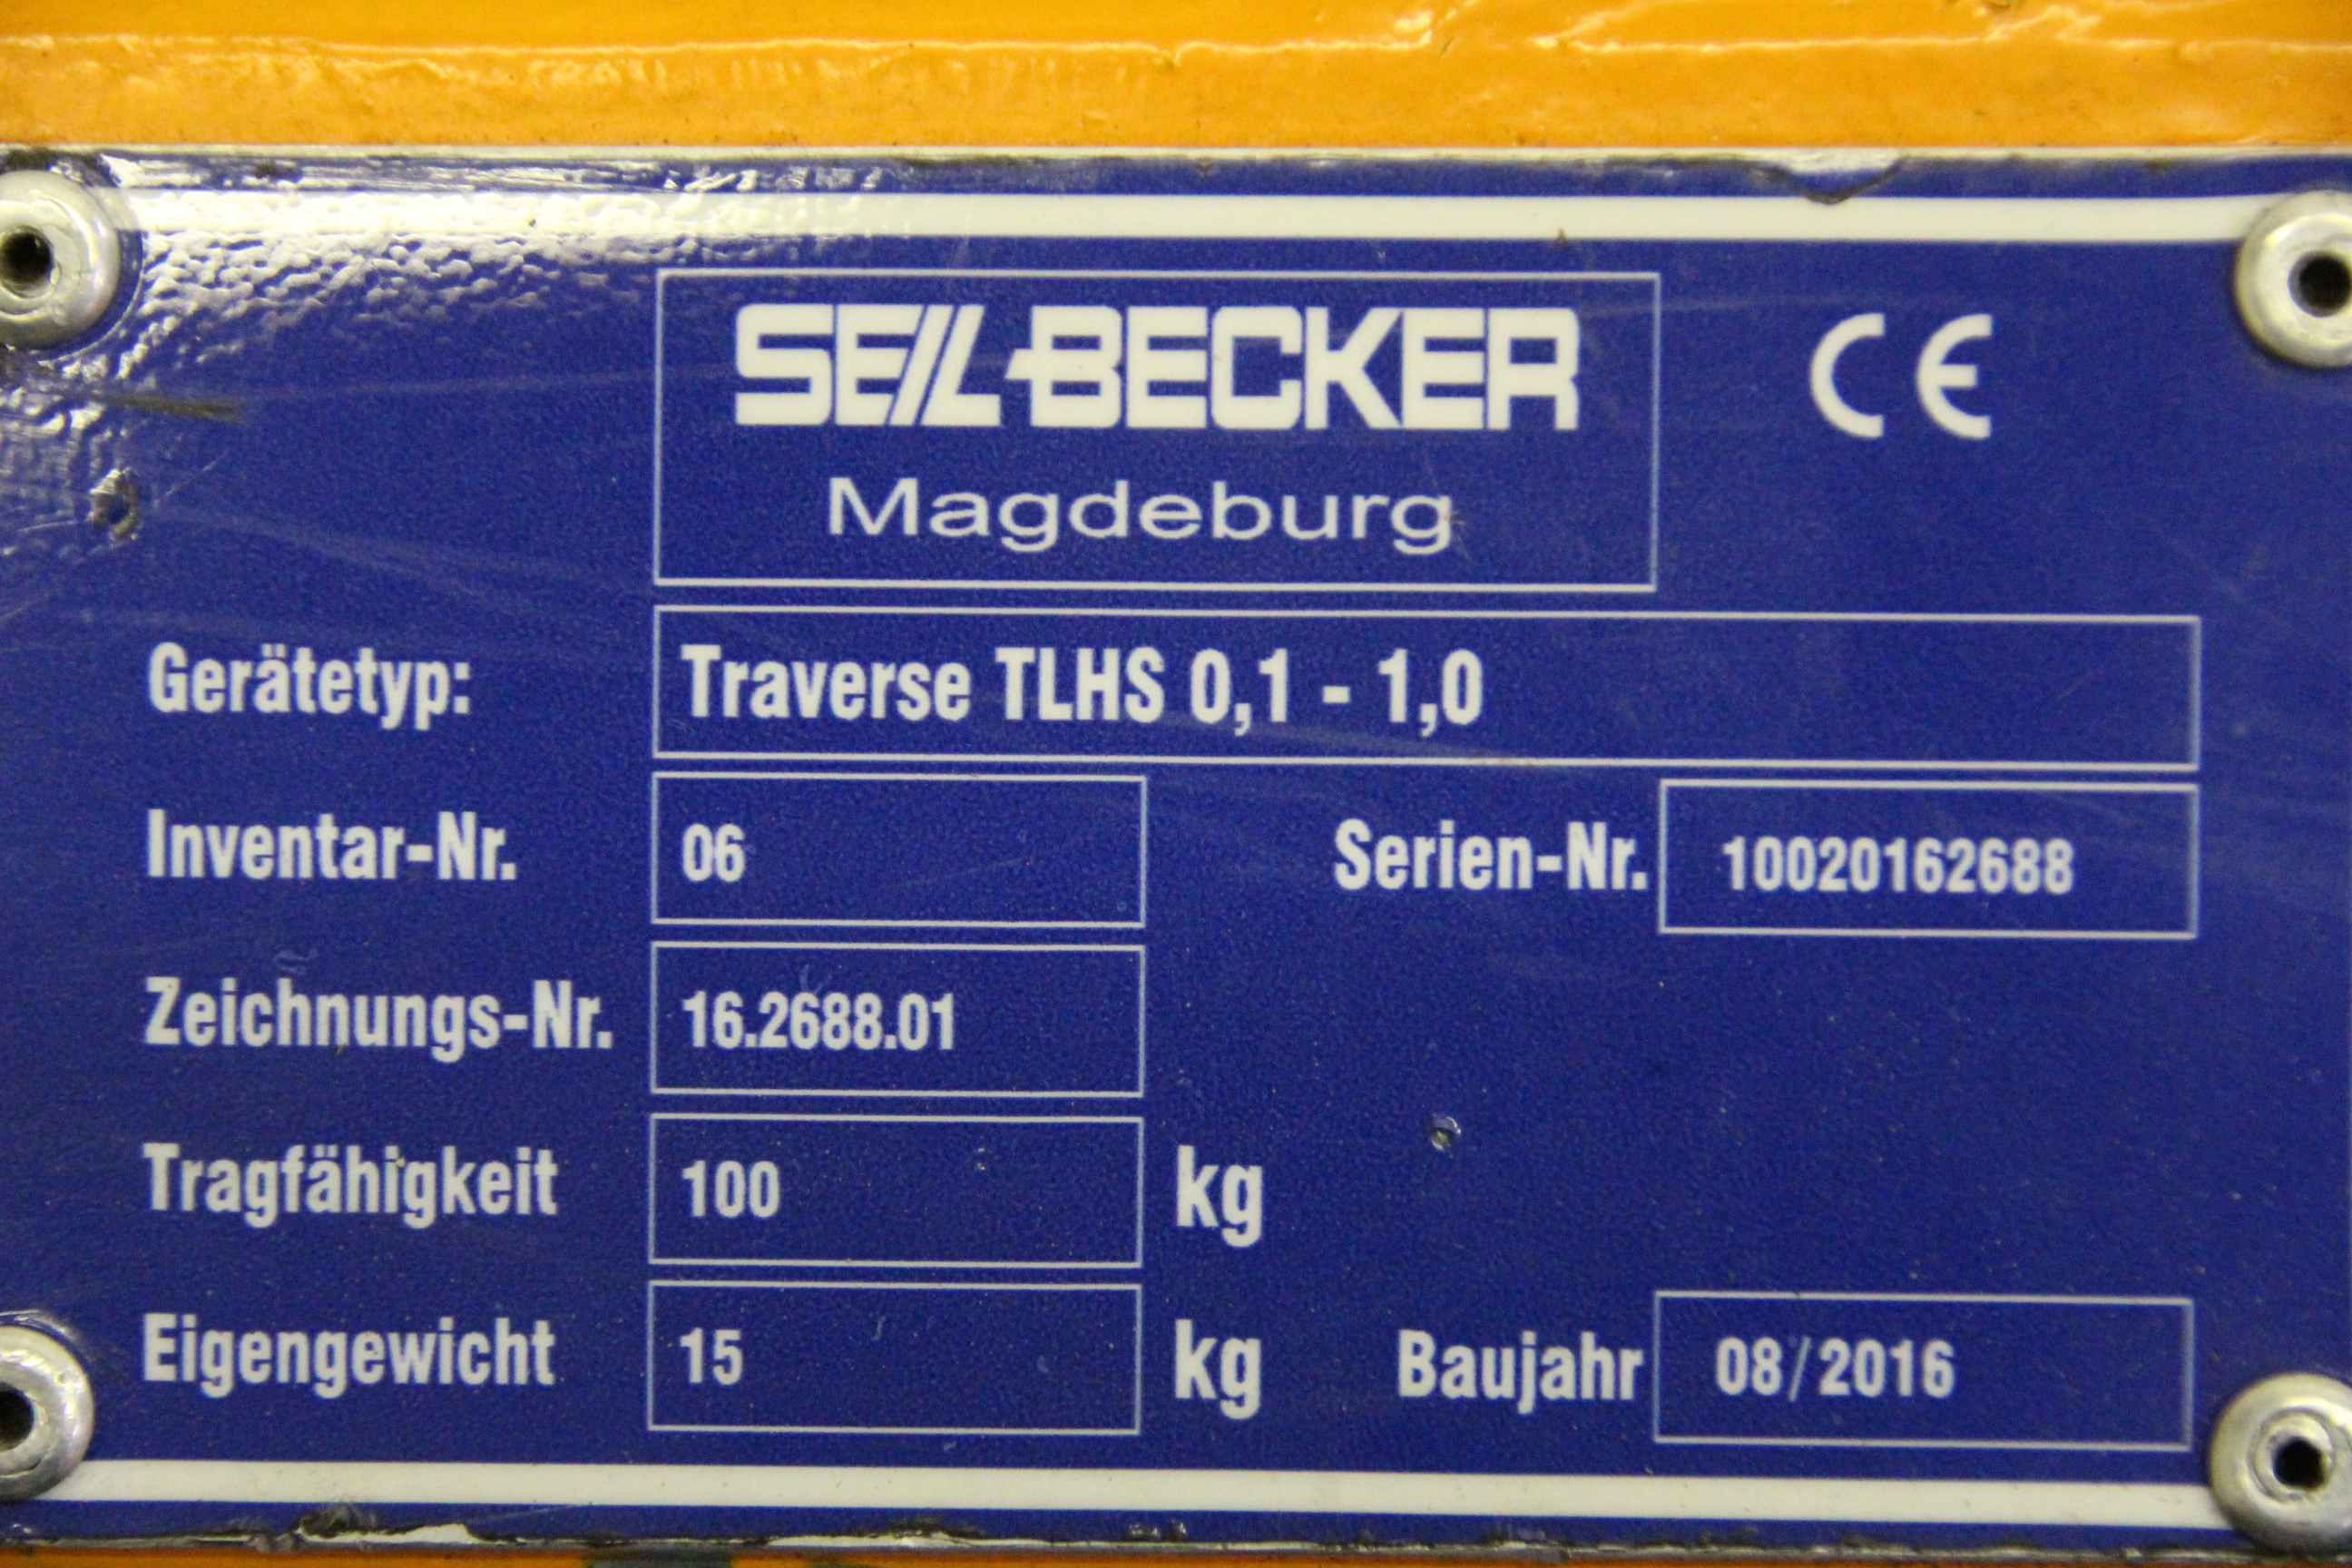 SEIL-BECKER
CE
Magdeburg
Gerätetyp: Traverse TLHS 0,1 - 1,0
Inventar-Nr. 06 Serien-Nr. 10020162688
Zeichnungs-Nr. 16.2688.01
Tragfähigkeit 100 kg
Eigengewicht 15 kg Baujahr 08/2016